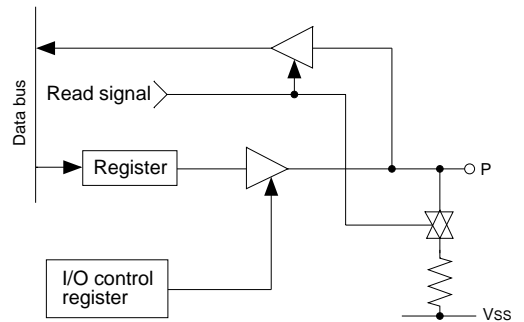 Data bus
Read signal
Register
P
I/O control
register
Vss